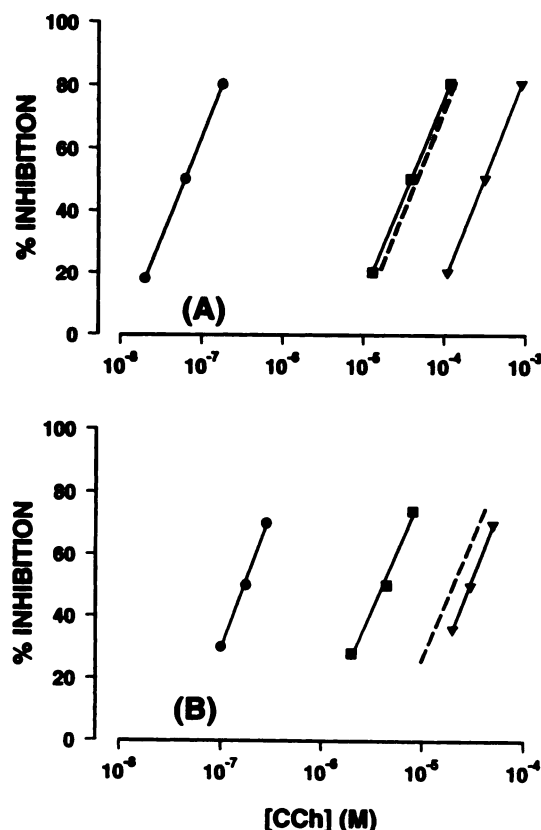 100
80
60
40
20
0
% INHIBITION
(A)
10⁻⁸ 10⁻⁷ 10⁻⁶ 10⁻⁵ 10⁻⁴ 10⁻³
100
80
60
40
20
0
% INHIBITION
(B)
10⁻⁸ 10⁻⁷ 10⁻⁶ 10⁻⁵ 10⁻⁴
[CCh] (M)